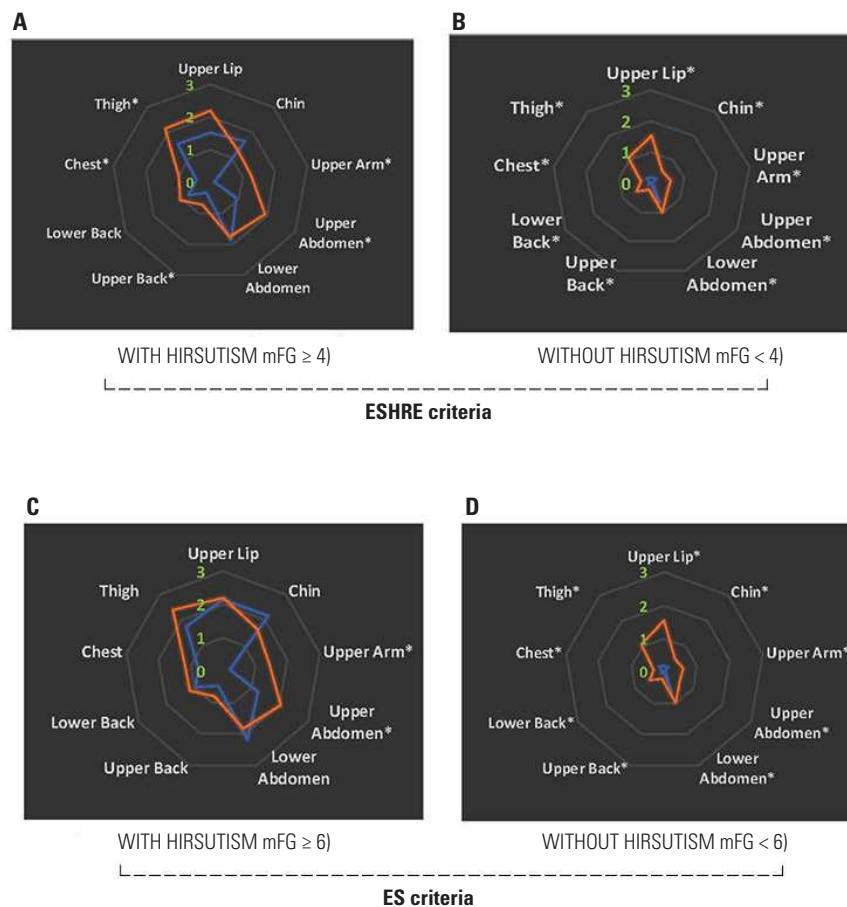 A
Upper Lip
3
Thigh*
Chin
2
Chest*
1
Upper Arm*
0
Lower Back
Upper
Abdomen*
Upper Back*
Lower
Abdomen
WITH HIRSUTISM mFG ≥ 4)
B
Upper Lip*
3
Thigh*
Chin*
2
Chest*
1
Upper
Arm*
0
Lower
Back*
Upper
Abdomen*
Upper
Back*
Lower
Abdomen*
WITHOUT HIRSUTISM mFG < 4)
ESHRE criteria
C
Upper Lip
3
Thigh
Chin
2
Chest
1
Upper Arm*
0
Lower Back
Upper
Abdomen*
Upper Back
Lower
Abdomen
WITH HIRSUTISM mFG ≥ 6)
D
Upper Lip*
3
Thigh*
Chin*
2
Chest*
1
Upper Arm*
0
Lower Back*
Upper
Abdomen*
Upper Back*
Lower
Abdomen*
WITHOUT HIRSUTISM mFG < 6)
ES criteria